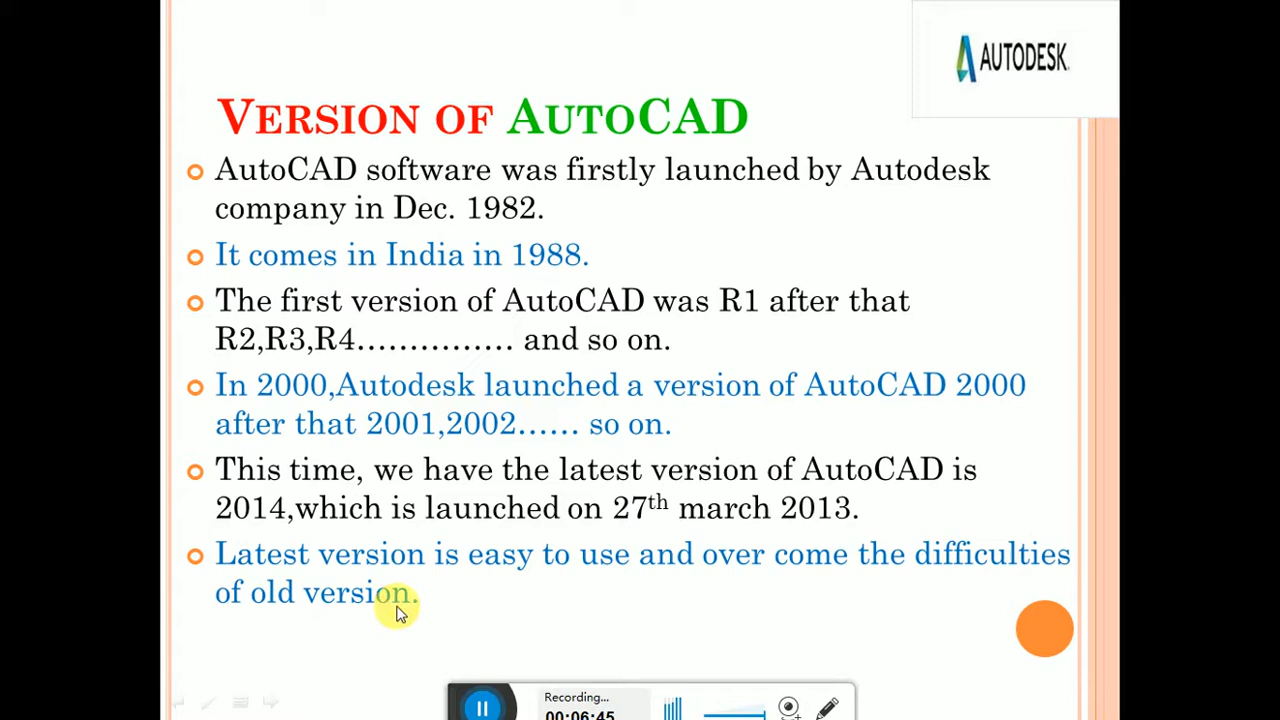 AUTODESK
VERSION OF AUTOCAD
AutoCAD software was firstly launched by Autodesk
company in Dec. 1982.
It comes in India in 1988.
The first version of AutoCAD was R1 after that
R2,R3,R4............... and so on.
In 2000,Autodesk launched a version of AutoCAD 2000
after that 2001,2002...... so on.
This time, we have the latest version of AutoCAD is
2014,which is launched on 27th march 2013.
Latest version is easy to use and over come the difficulties
of old version.
Recording...
00:06:45